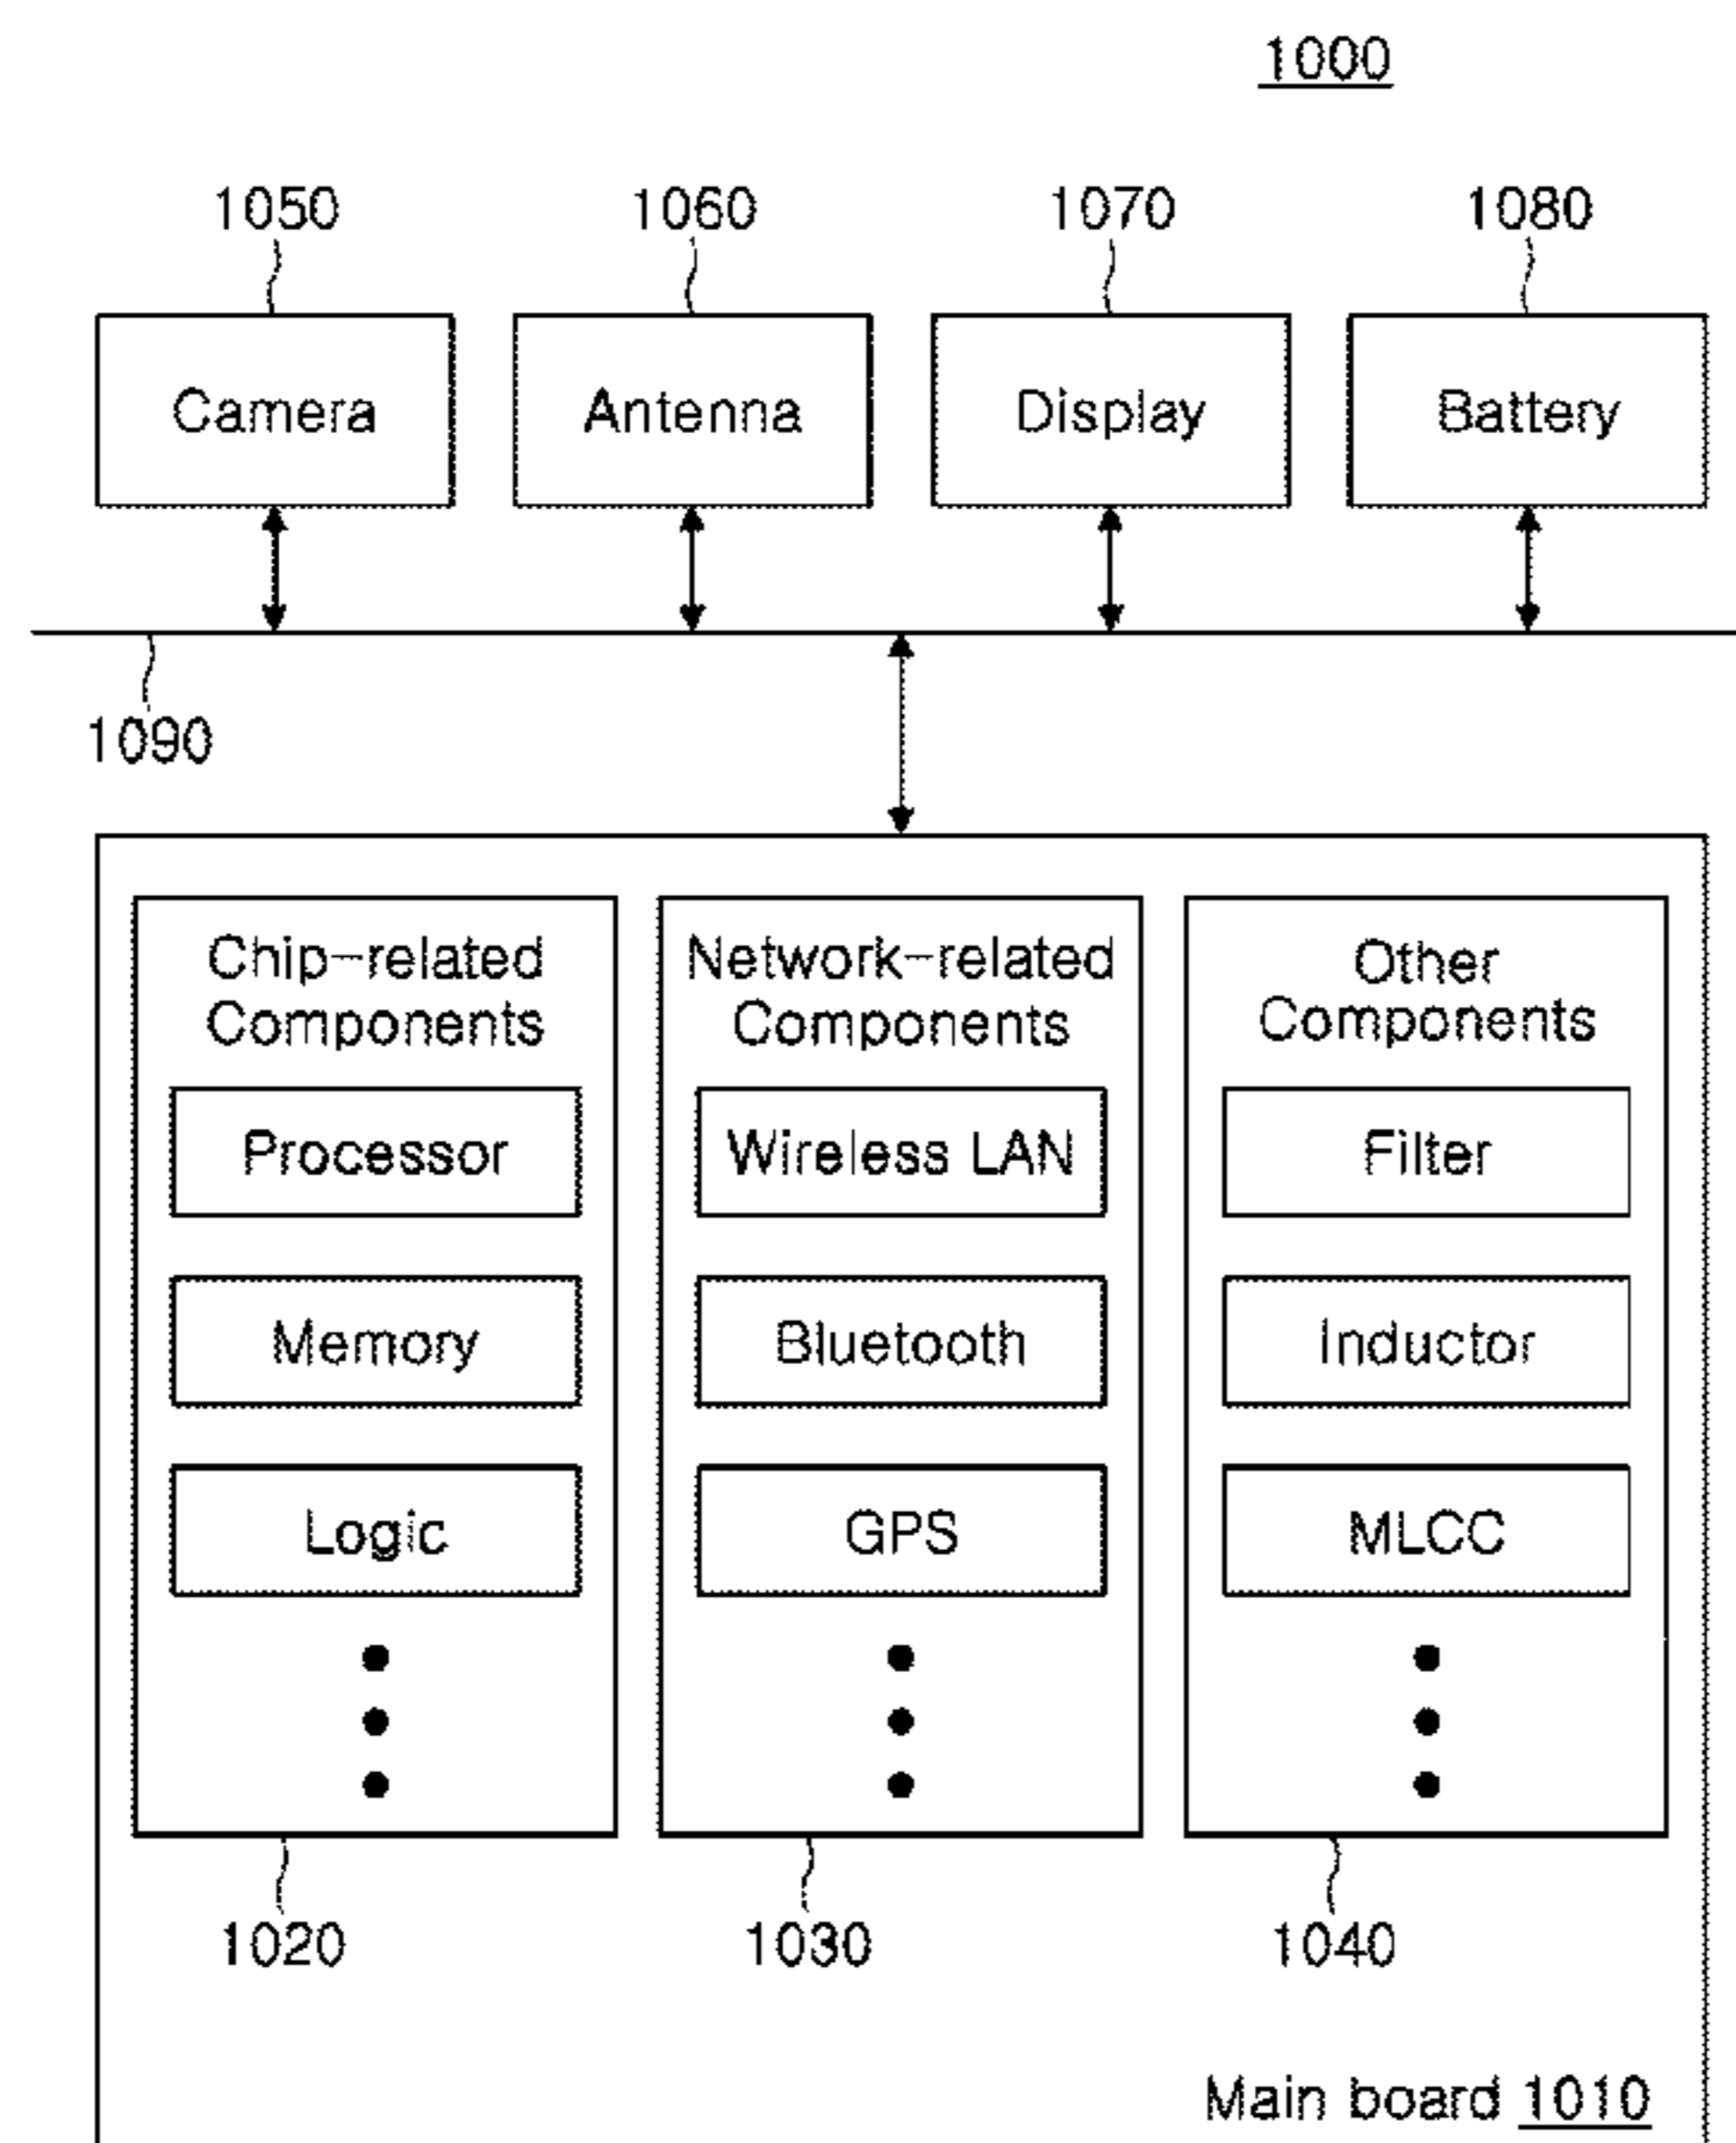 1000
1050 1060 1070 1080
Camera Antenna Display Battery
1090
Chip-related
Components
Processor
Memory
Logic
Network-related
Components
Wireless LAN
Bluetooth
GPS
Other
Components
Filter
Inductor
MLCC
1020 1030 1040
Main board 1010